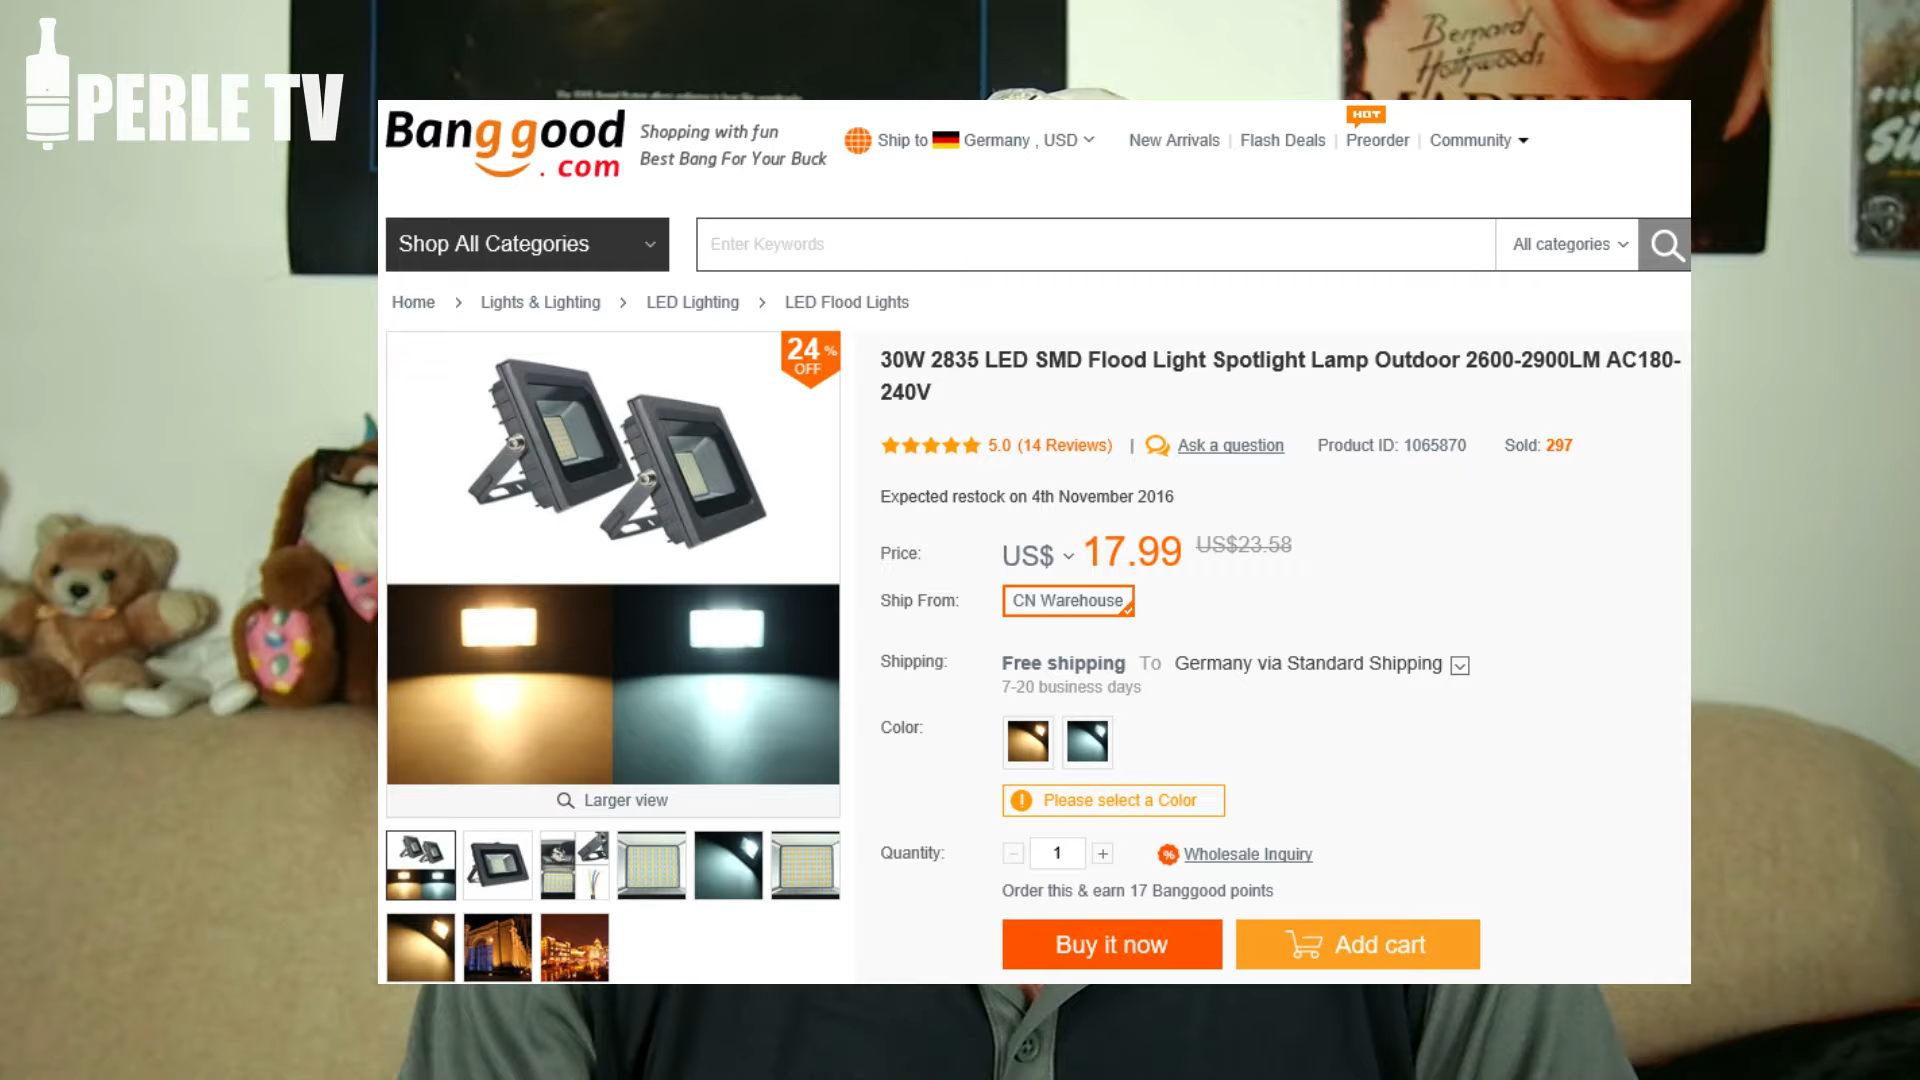 PERLE TV
Bernard
of
Hollywoods
Banggood
.com
Shopping with fun
Best Bang For Your Buck
Ship to Germany , USD
New Arrivals | Flash Deals | Preorder | Community
HOT
Shop All Categories
Enter Keywords
All categories
Home > Lights & Lighting > LED Lighting > LED Flood Lights
24 %
OFF
30W 2835 LED SMD Flood Light Spotlight Lamp Outdoor 2600-2900LM AC180-
240V
5.0 (14 Reviews) | Ask a question Product ID: 1065870 Sold: 297
Expected restock on 4th November 2016
Price: US$ 17.99 US$23.58
Ship From: CN Warehouse
Shipping: Free shipping To Germany via Standard Shipping
7-20 business days
Color:
! Please select a Color
Larger view
Quantity: - 1 + % Wholesale Inquiry
Order this & earn 17 Banggood points
Buy it now Add cart